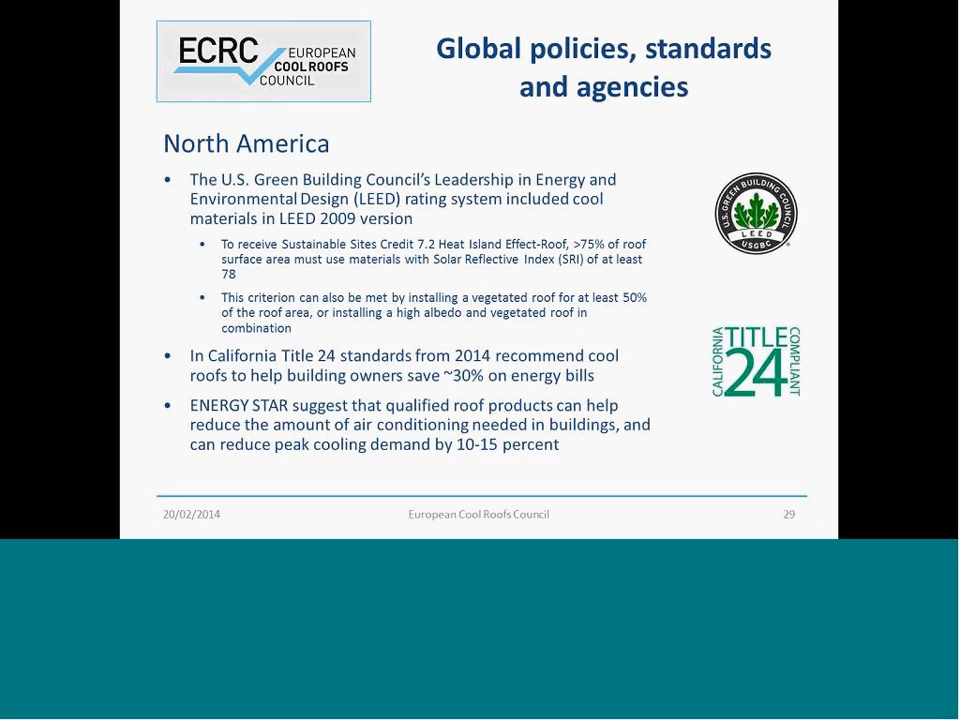 ECRC EUROPEAN
COOLROOFS
COUNCIL
Global policies, standards
and agencies
North America
• The U.S. Green Building Council's Leadership in Energy and
Environmental Design (LEED) rating system included cool
materials in LEED 2009 version
• To receive Sustainable Sites Credit 7.2 Heat Island Effect-Roof, >75% of roof
surface area must use materials with Solar Reflective Index (SRI) of at least
78
• This criterion can also be met by installing a vegetated roof for at least 50%
of the roof area, or installing a high albedo and vegetated roof in
combination
• In California Title 24 standards from 2014 recommend cool
roofs to help building owners save ~30% on energy bills
• ENERGY STAR suggest that qualified roof products can help
reduce the amount of air conditioning needed in buildings, and
can reduce peak cooling demand by 10-15 percent
U.S. GREEN BUILDING COUNCIL
LEED
USGBC
®
CALIFORNIA
TITLE
24
COMPLIANT
20/02/2014 European Cool Roofs Council 29